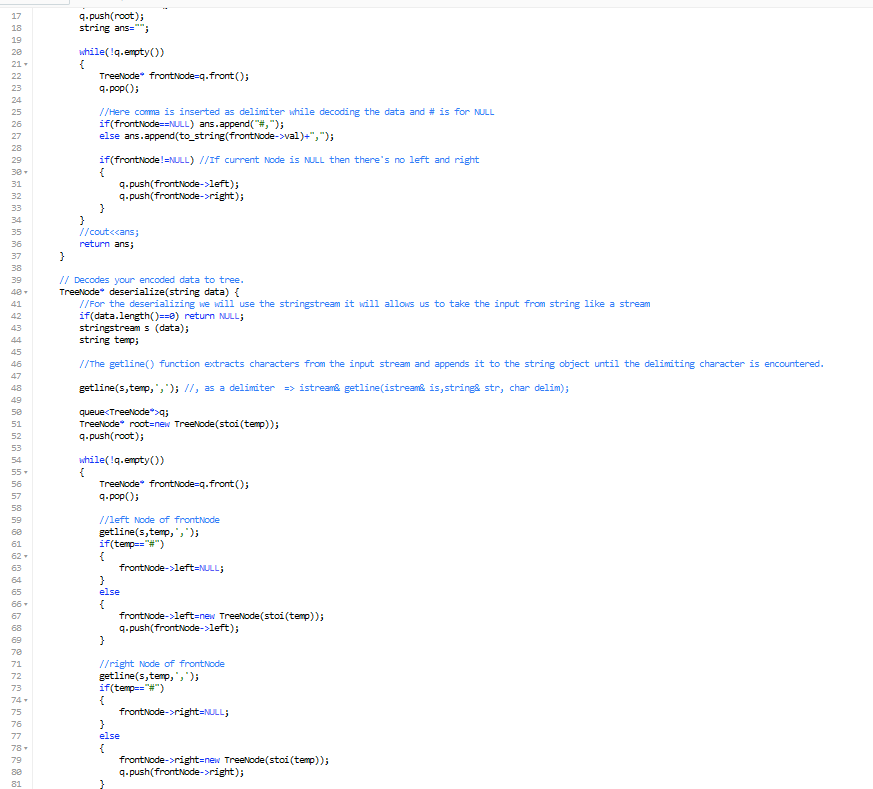 17 q.push(root);
18 string ans="";
19
20 while(!q.empty())
21 {
22 TreeNode* frontNode=q.front();
23 q.pop();
24
25 //Here comma is inserted as delimiter while decoding the data and # is for NULL
26 if(frontNode==NULL) ans.append("#,");
27 else ans.append(to_string(frontNode->val)+",");
28
29 if(frontNode!=NULL) //If current Node is NULL then there's no left and right
30 {
31 q.push(frontNode->left);
32 q.push(frontNode->right);
33 }
34 }
35 //cout<<ans;
36 return ans;
37 }
38
39 // Decodes your encoded data to tree.
40 TreeNode* deserialize(string data) {
41 //For the deserializing we will use the stringstream it will allows us to take the input from string like a stream
42 if(data.length()==0) return NULL;
43 stringstream s (data);
44 string temp;
45
46 //The getline() function extracts characters from the input stream and appends it to the string object until the delimiting character is encountered.
47
48 getline(s,temp,','); //, as a delimiter => istream& getline(istream& is,string& str, char delim);
49
50 queue<TreeNode*>q;
51 TreeNode* root=new TreeNode(stoi(temp));
52 q.push(root);
53
54 while(!q.empty())
55 {
56 TreeNode* frontNode=q.front();
57 q.pop();
58
59 //left Node of frontNode
60 getline(s,temp,',');
61 if(temp=="#")
62 {
63 frontNode->left=NULL;
64 }
65 else
66 {
67 frontNode->left=new TreeNode(stoi(temp));
68 q.push(frontNode->left);
69 }
70
71 //right Node of frontNode
72 getline(s,temp,',');
73 if(temp=="#")
74 {
75 frontNode->right=NULL;
76 }
77 else
78 {
79 frontNode->right=new TreeNode(stoi(temp));
80 q.push(frontNode->right);
81 }